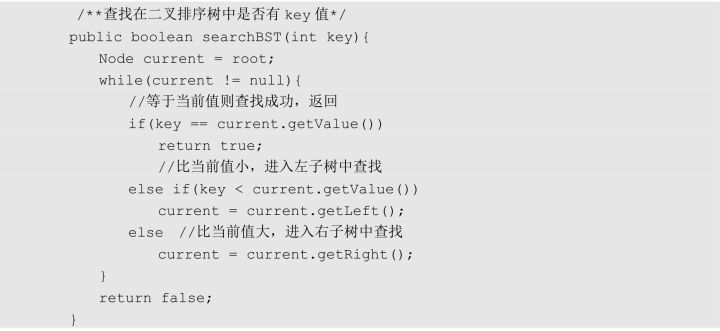 /**查找在二叉排序树中是否有 key 值*/
public boolean searchBST(int key){
Node current = root;
while(current != null){
//等于当前值则查找成功，返回
if(key == current.getValue())
return true;
//比当前值小，进入左子树中查找
else if(key < current.getValue())
current = current.getLeft();
else //比当前值大，进入右子树中查找
current = current.getRight();
}
return false;
}